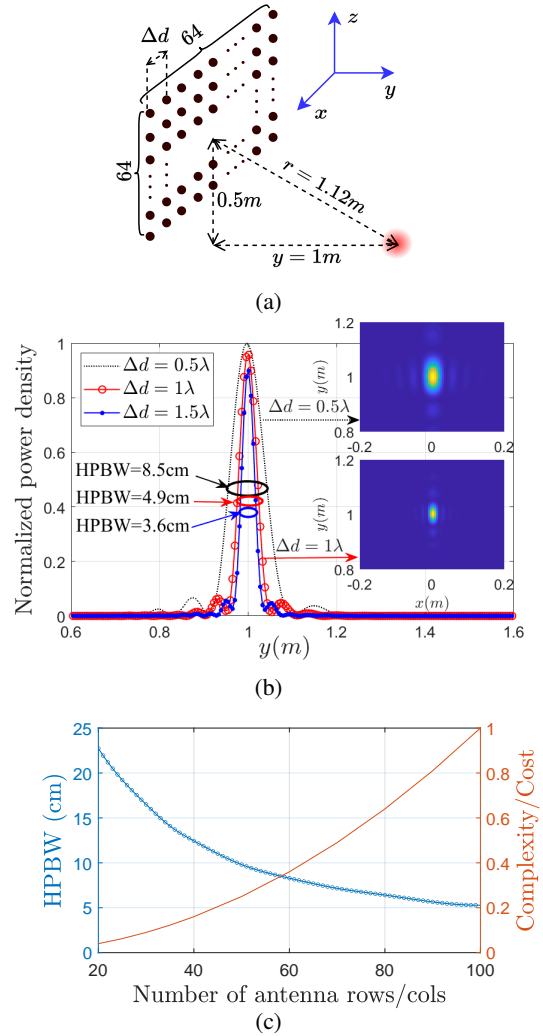 Δd
64
z
y
x
64
0.5m
r = 1.12m
y = 1m
(a)
Normalized power density
1
0.8
0.6
0.4
0.2
0
Δd = 0.5λ
Δd = 1λ
Δd = 1.5λ
HPBW=8.5cm
HPBW=4.9cm
HPBW=3.6cm
Δd = 0.5λ
Δd = 1λ
1.2
1
0.8
y(m)
-0.2 0 0.2
1.2
1
0.8
y(m)
-0.2 0 0.2
x(m)
0.6 0.8 1 1.2 1.4 1.6
y(m)
(b)
HPBW (cm)
25
20
15
10
5
0
1
0.8
0.6
0.4
0.2
0
Complexity/Cost
20 40 60 80 100
Number of antenna rows/cols
(c)